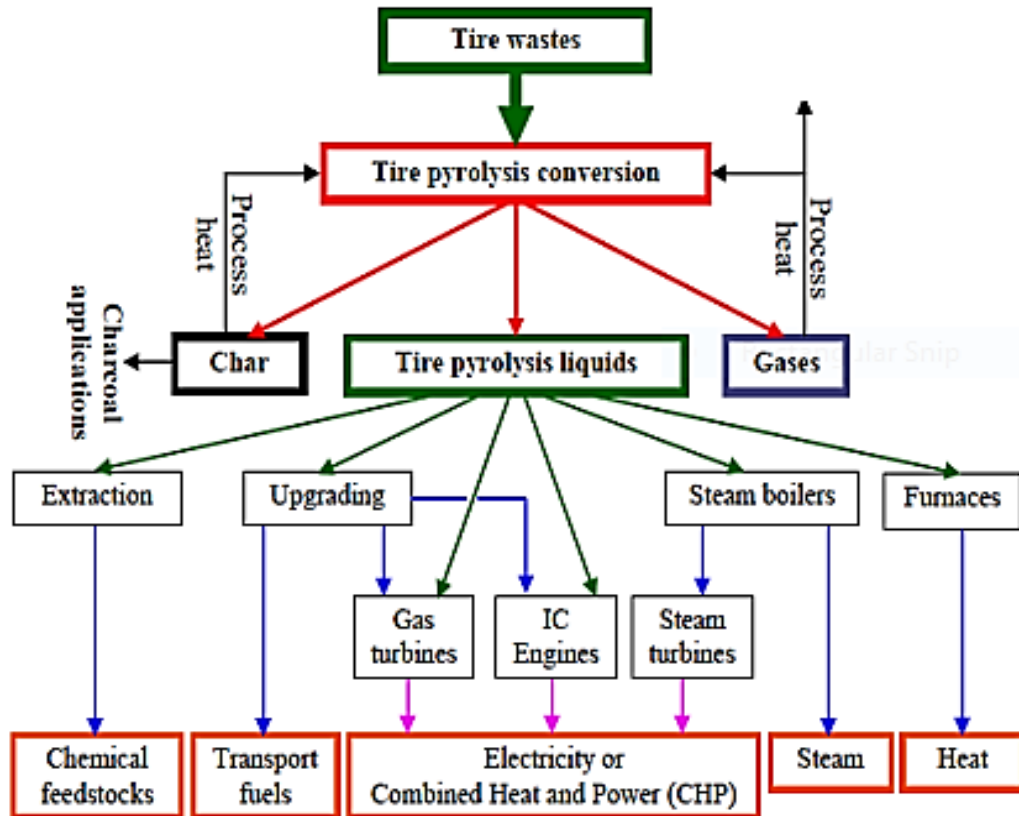 Tire wastes
Tire pyrolysis conversion
Process
heat
Process
heat
Charcoal
applications
Char
Tire pyrolysis liquids
Gases
Rectangular Snip
Extraction
Upgrading
Steam boilers
Furnaces
Gas
turbines
IC
Engines
Steam
turbines
Chemical
feedstocks
Transport
fuels
Electricity or
Combined Heat and Power (CHP)
Steam
Heat